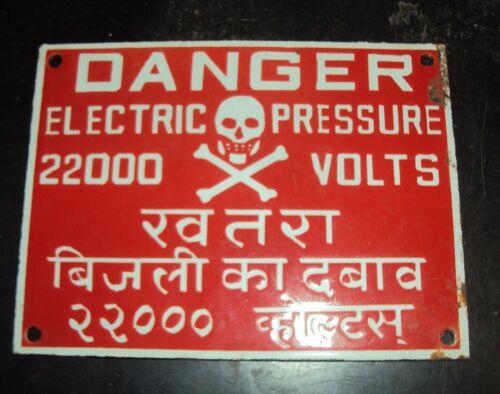 DANGER
ELECTRIC PRESSURE
22000 VOLTS
खतरा
बिजली का दबाव
२२००० व्होल्टस्